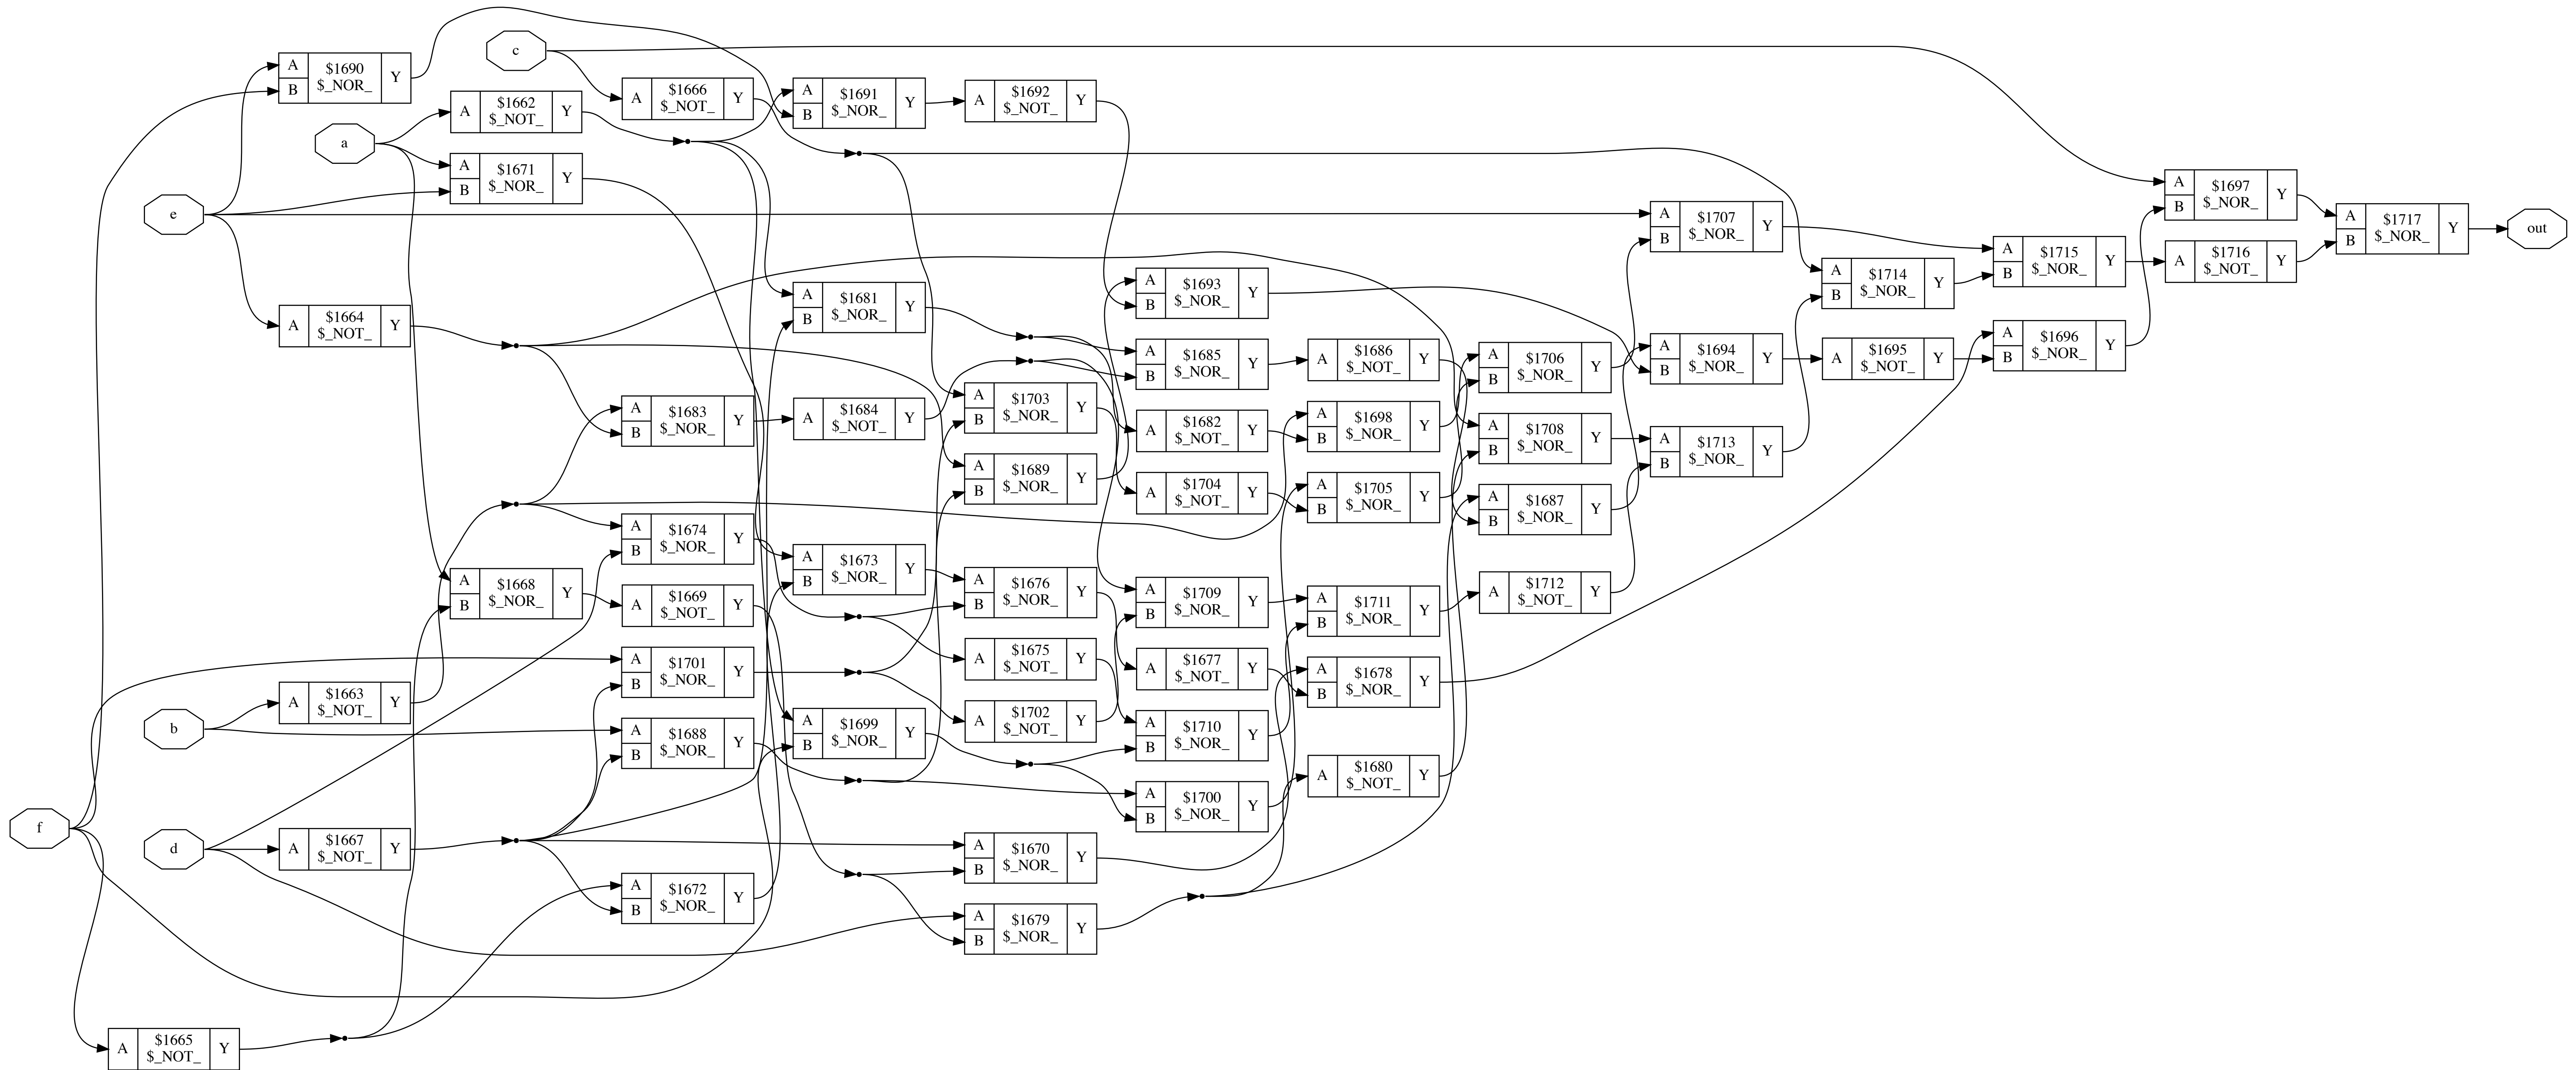 c
A
B
$1690
$_NOR_
Y
A
$1662
$_NOT_
Y
A
$1666
$_NOT_
Y
A
B
$1691
$_NOR_
Y
A
$1692
$_NOT_
Y
a
A
B
$1671
$_NOR_
Y
e
A
B
$1707
$_NOR_
Y
A
B
$1697
$_NOR_
Y
A
B
$1717
$_NOR_
Y
out
A
B
$1715
$_NOR_
Y
A
$1716
$_NOT_
Y
A
B
$1714
$_NOR_
Y
A
$1664
$_NOT_
Y
A
B
$1681
$_NOR_
Y
A
B
$1693
$_NOR_
Y
A
B
$1685
$_NOR_
Y
A
$1686
$_NOT_
Y
A
B
$1706
$_NOR_
Y
A
B
$1694
$_NOR_
Y
A
$1695
$_NOT_
Y
A
B
$1696
$_NOR_
Y
A
B
$1683
$_NOR_
Y
A
$1684
$_NOT_
Y
A
B
$1703
$_NOR_
Y
A
$1682
$_NOT_
Y
A
B
$1698
$_NOR_
Y
A
B
$1708
$_NOR_
Y
A
B
$1713
$_NOR_
Y
A
B
$1689
$_NOR_
Y
A
$1704
$_NOT_
Y
A
B
$1705
$_NOR_
Y
A
B
$1687
$_NOR_
Y
A
B
$1674
$_NOR_
Y
A
B
$1668
$_NOR_
Y
A
$1669
$_NOT_
Y
A
B
$1673
$_NOR_
Y
A
B
$1676
$_NOR_
Y
A
B
$1709
$_NOR_
Y
A
B
$1711
$_NOR_
Y
A
$1712
$_NOT_
Y
A
B
$1701
$_NOR_
Y
A
$1675
$_NOT_
Y
A
$1677
$_NOT_
Y
A
B
$1678
$_NOR_
Y
A
$1663
$_NOT_
Y
b
A
B
$1688
$_NOR_
Y
A
B
$1699
$_NOR_
Y
A
$1702
$_NOT_
Y
A
B
$1710
$_NOR_
Y
A
$1680
$_NOT_
Y
A
B
$1700
$_NOR_
Y
f
d
A
$1667
$_NOT_
Y
A
B
$1670
$_NOR_
Y
A
B
$1672
$_NOR_
Y
A
B
$1679
$_NOR_
Y
A
$1665
$_NOT_
Y